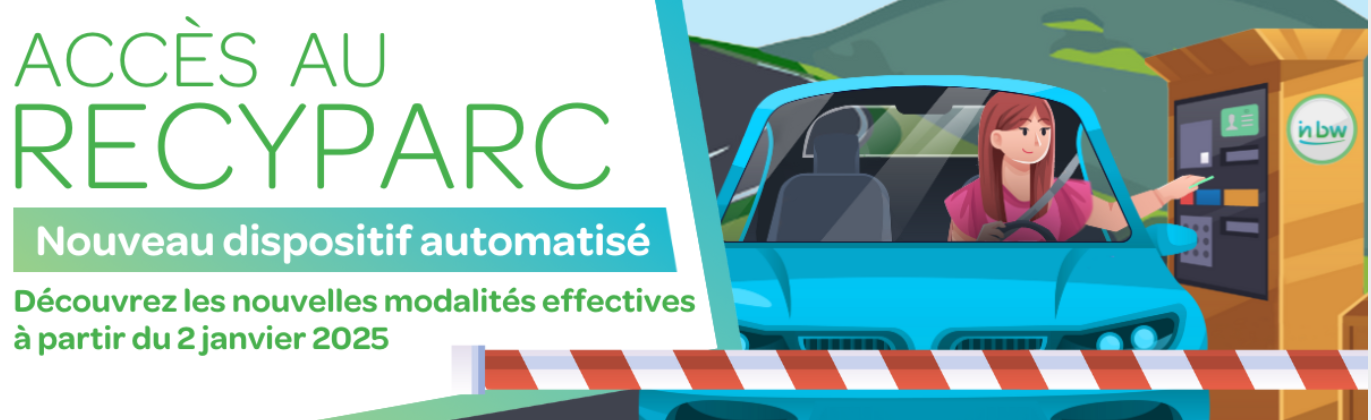 ACCÈS AU
RECYPARC
Nouveau dispositif automatisé
Découvrez les nouvelles modalités effectives
à partir du 2 janvier 2025
in bw